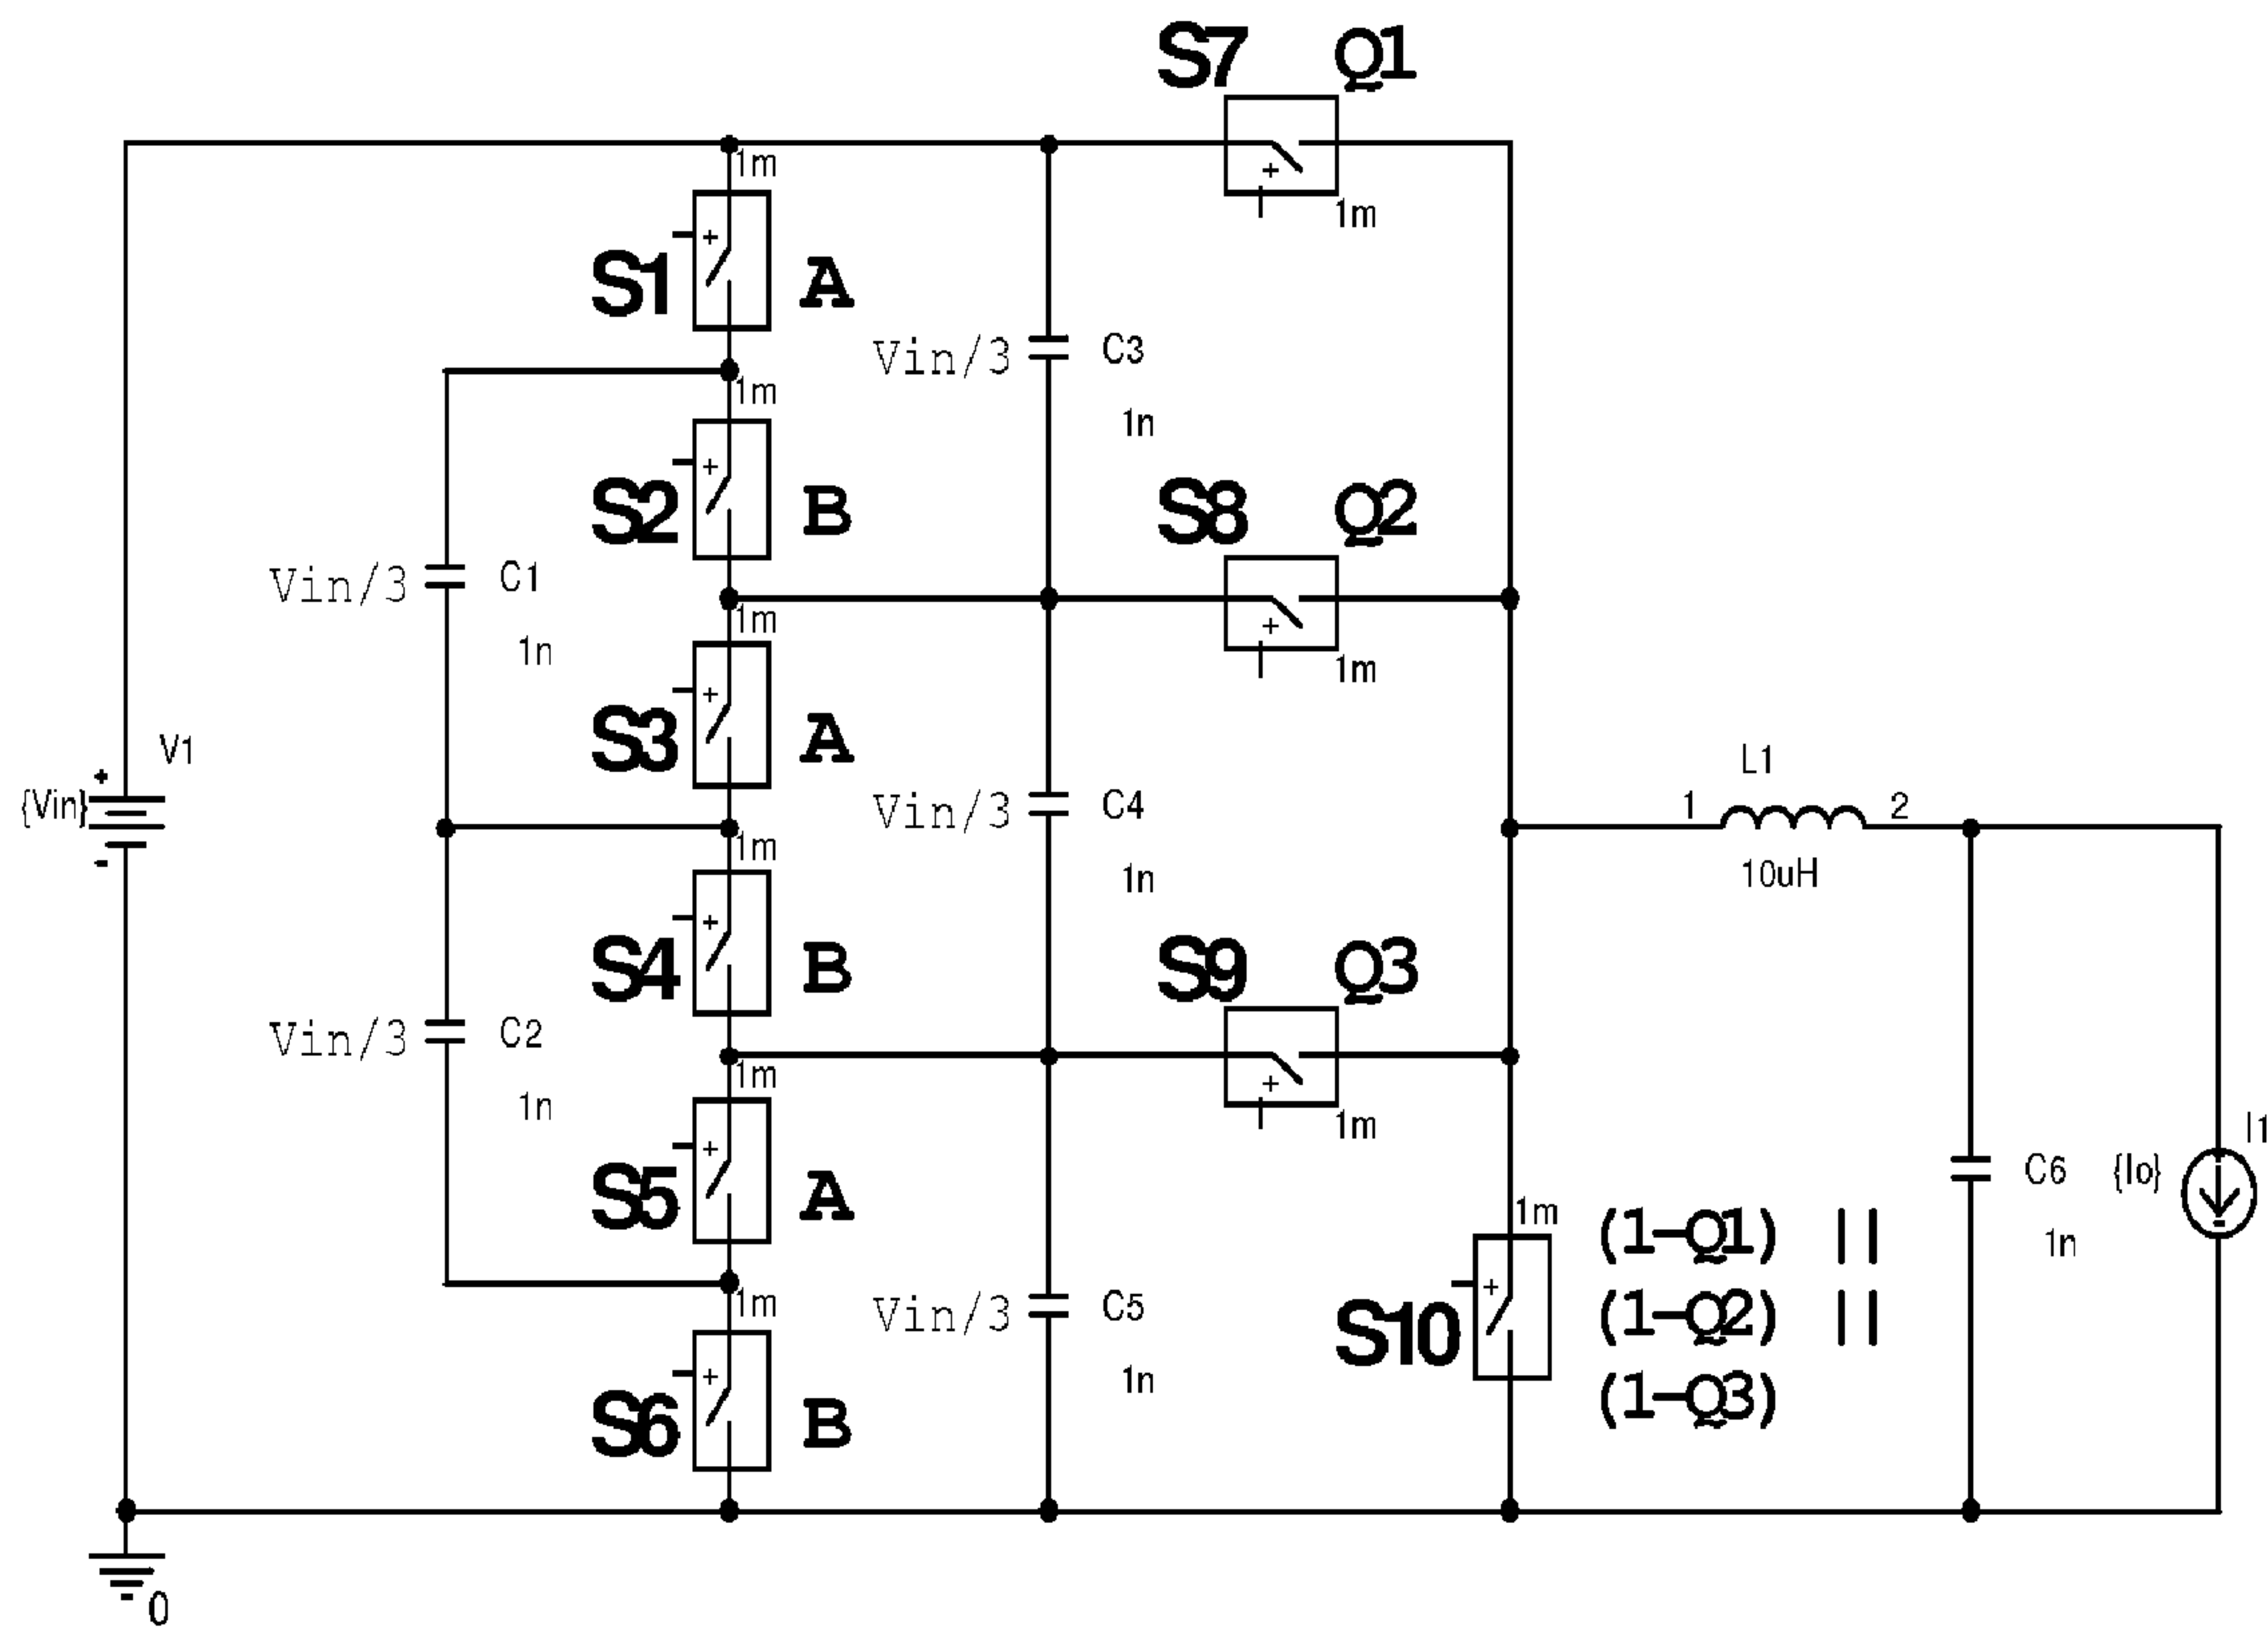 S7 Q1
1m
1m
S1 A
1m
Vin/3 C3
1n
1m
S2 B
S8 Q2
Vin/3 C1
1n
1m
1m
S3 A
V1
{Vin}
+
-
Vin/3 C4
1n
L1
1 2
10uH
1m
S4 B
S9 Q3
Vin/3 C2
1n
1m
1m
S5 A
I1
{Io}
C6
1n
1m
(1-Q1) ||
(1-Q2) ||
(1-Q3)
S10
Vin/3 C5
1n
1m
S6 B
0